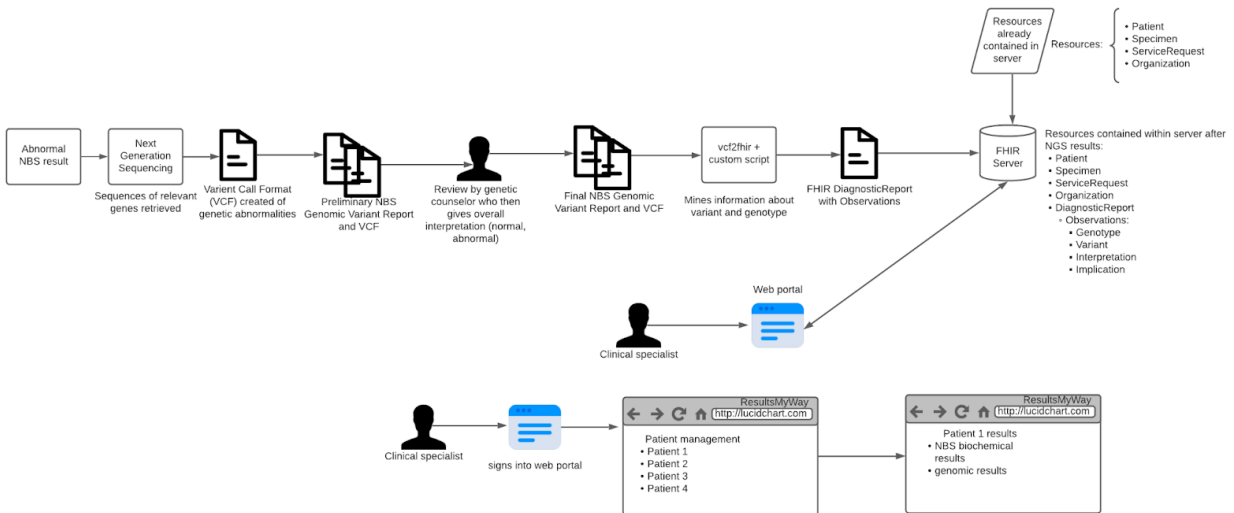 Resources
already
contained in
server
Resources:
• Patient
• Specimen
• ServiceRequest
• Organization
Abnormal
NBS result
Next
Generation
Sequencing
Sequences of relevant
genes retrieved
Varient Call Format
(VCF) created of
genetic abnormalities
Preliminary NBS
Genomic Variant Report
and VCF
Review by genetic
counselor who then
gives overall
interpretation (normal,
abnormal)
Final NBS Genomic
Variant Report and VCF
vcf2fhir +
custom script
Mines information about
variant and genotype
FHIR DiagnosticReport
with Observations
FHIR
Server
Resources contained within server after
NGS results:
• Patient
• Specimen
• ServiceRequest
• Organization
• DiagnosticReport
◦ Observations:
▪ Genotype
▪ Variant
▪ Interpretation
▪ Implication
Web portal
Clinical specialist
Clinical specialist
signs into web portal
ResultsMyWay
http://lucidchart.com
Patient management
• Patient 1
• Patient 2
• Patient 3
• Patient 4
ResultsMyWay
http://lucidchart.com
Patient 1 results
• NBS biochemical
results
• genomic results